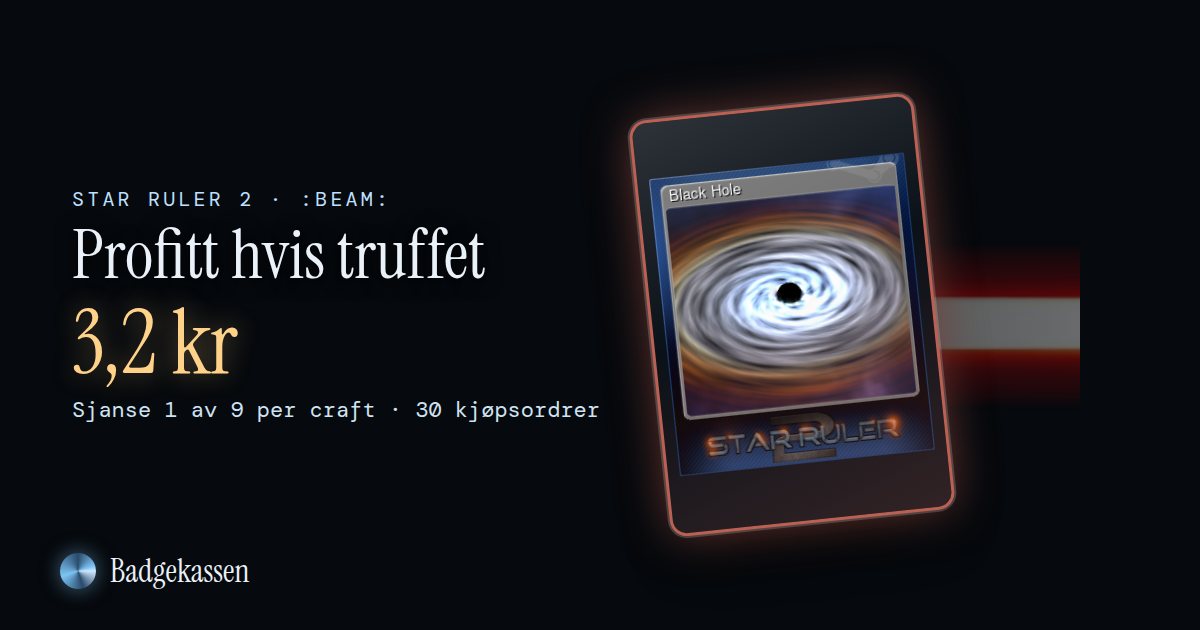 STAR RULER 2 · :BEAM:
Profitt hvis truffet
3,2 kr
Sjanse 1 av 9 per craft · 30 kjøpsordrer
Black Hole
STAR RULER
2
Badgekassen